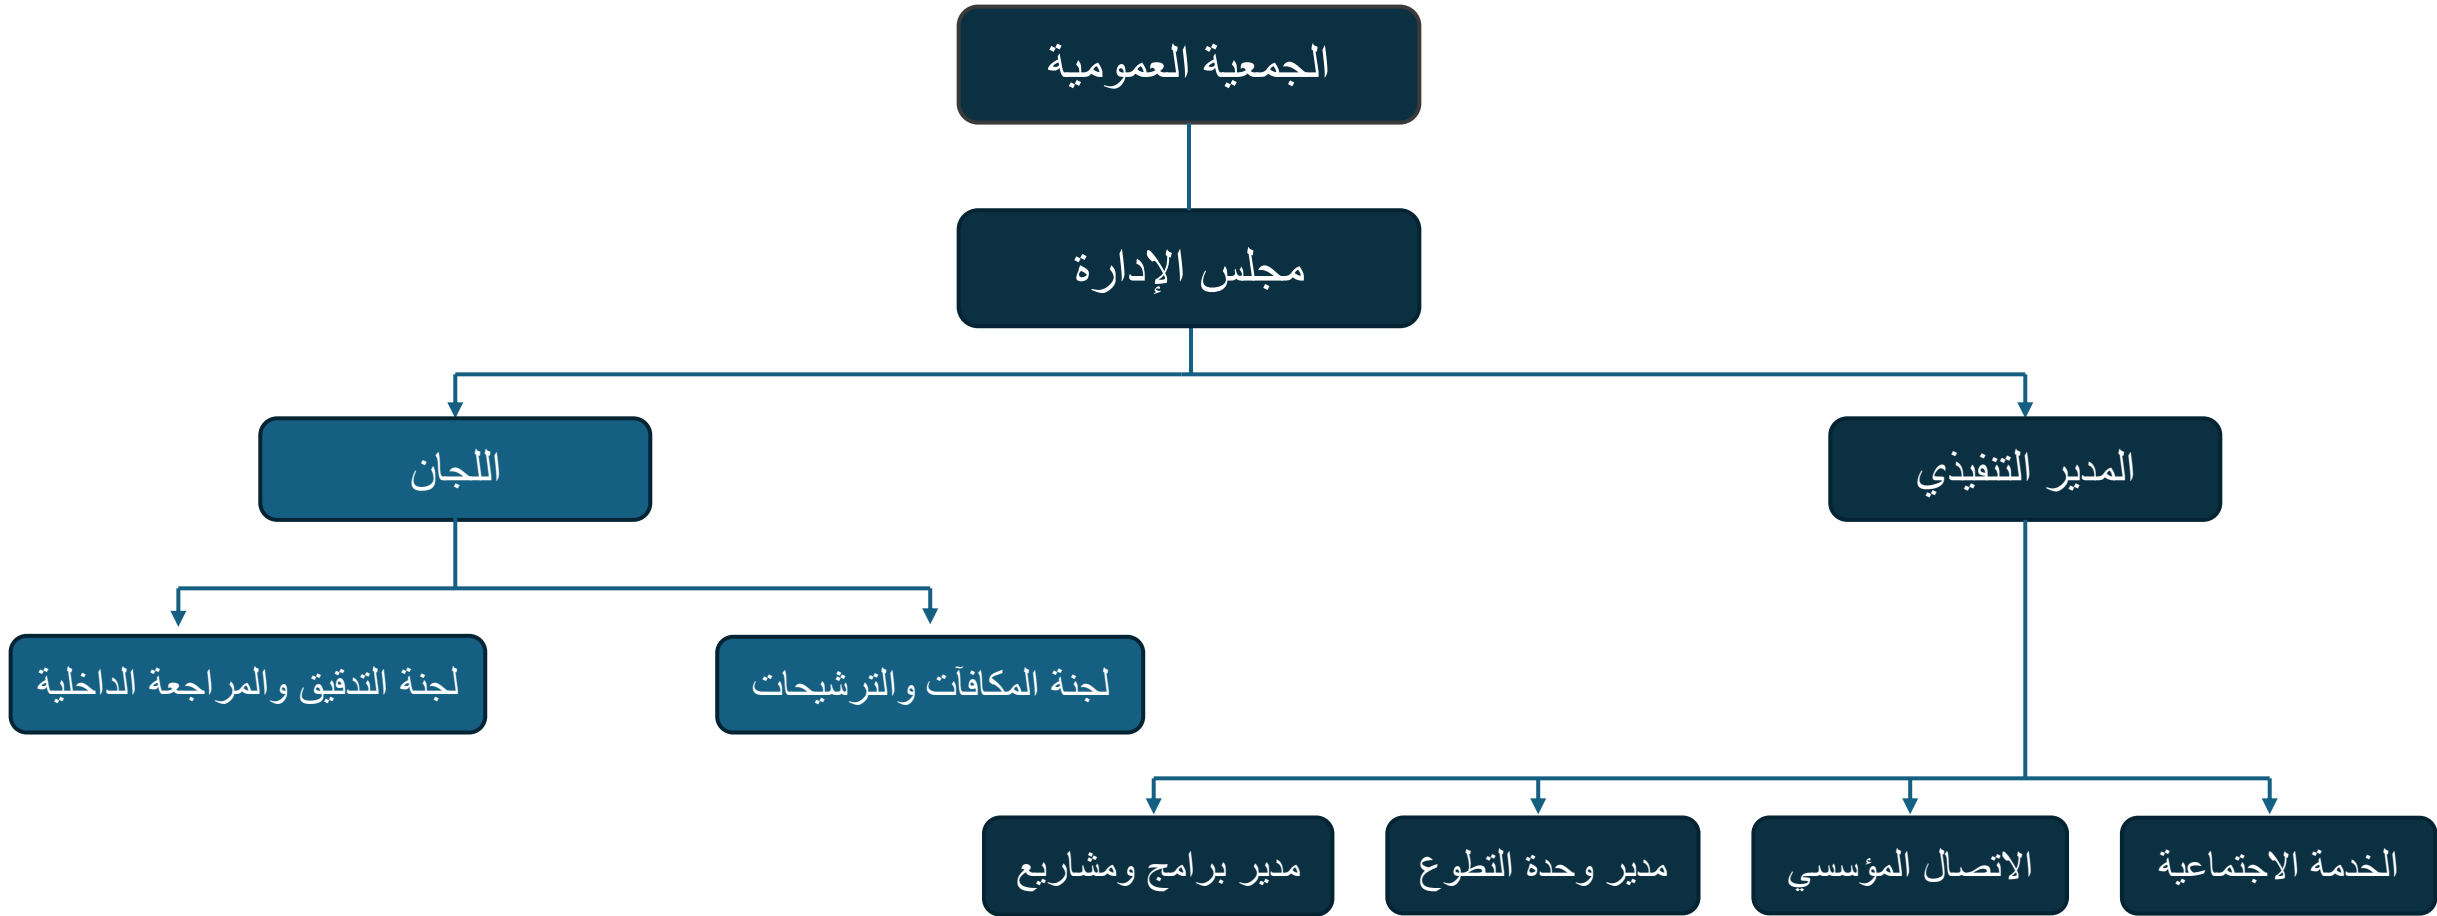 الجمعية العمومية
مجلس الإدارة
المدير التنفيذي
اللجان
لجنة المكافآت والترشيحات
لجنة التدقيق والمراجعة الداخلية
الخدمة الاجتماعية
الاتصال المؤسسي
مدير وحدة التطوع
مدير برامج ومشاريع